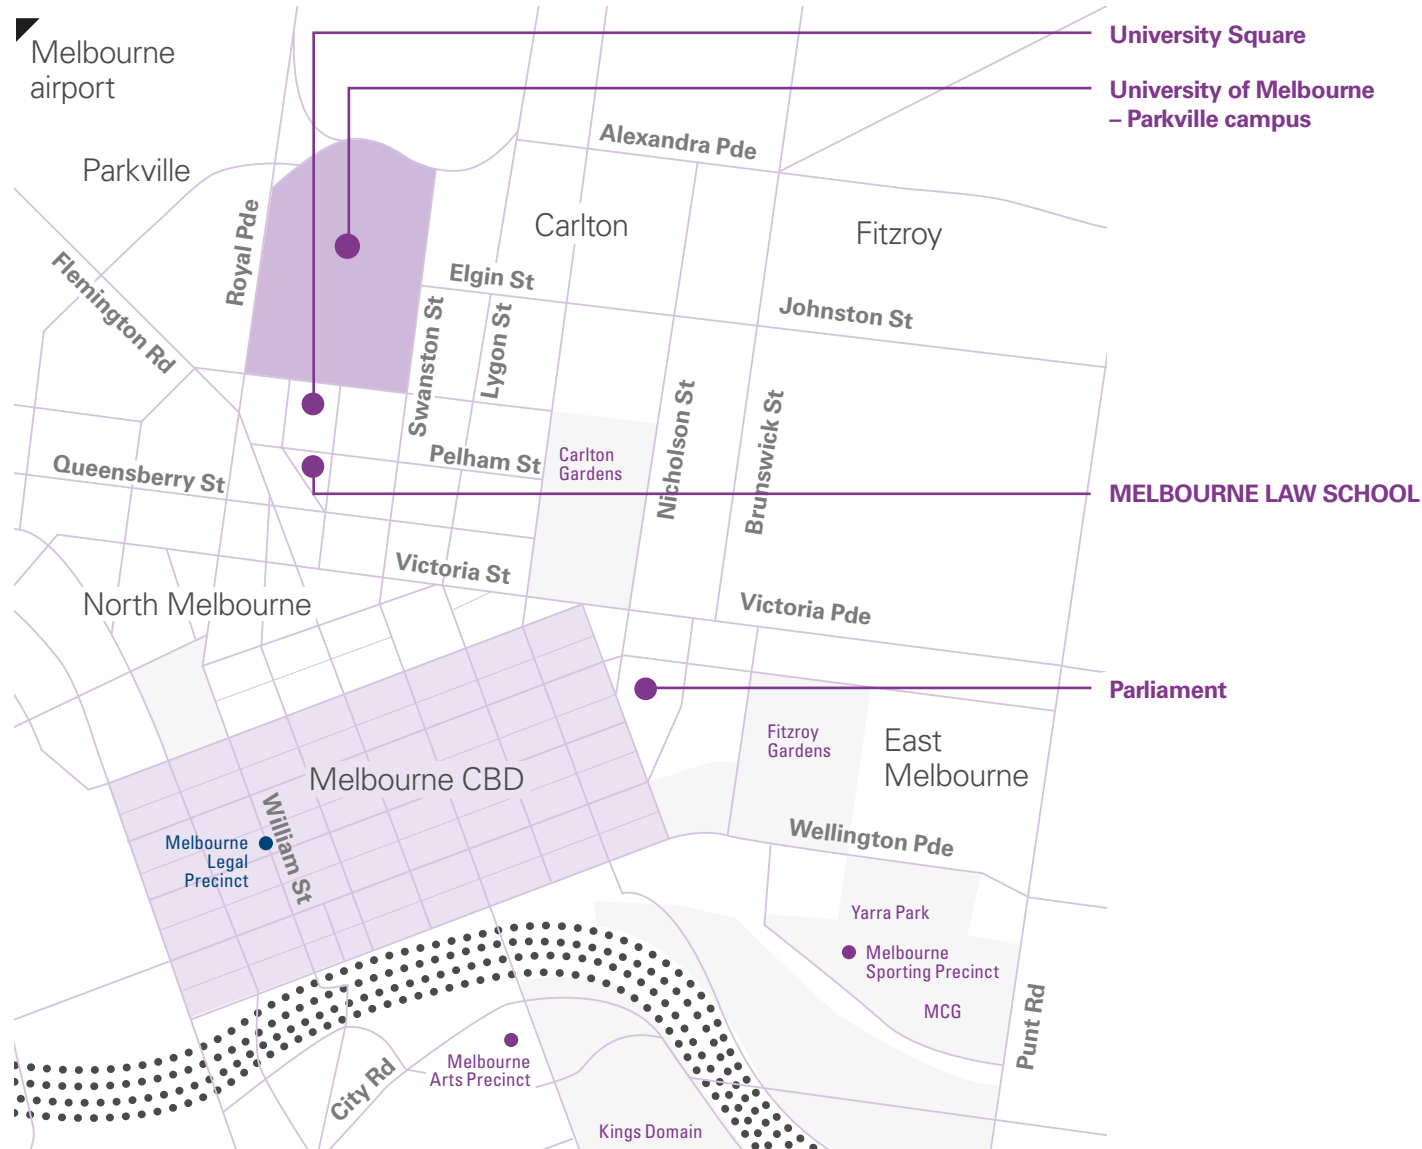 Melbourne
airport
University Square
University of Melbourne
– Parkville campus
Alexandra Pde
Parkville
Carlton
Fitzroy
Royal Pde
Flemington Rd
Elgin St
Johnston St
Swanston St
Lygon St
Nicholson St
Brunswick St
Pelham St
Carlton
Gardens
Queensberry St
MELBOURNE LAW SCHOOL
Victoria St
North Melbourne
Victoria Pde
Parliament
Fitzroy
Gardens
East
Melbourne
Melbourne CBD
William St
Melbourne
Legal
Precinct
Wellington Pde
Yarra Park
Melbourne
Sporting Precinct
MCG
Punt Rd
Melbourne
Arts Precinct
City Rd
Kings Domain